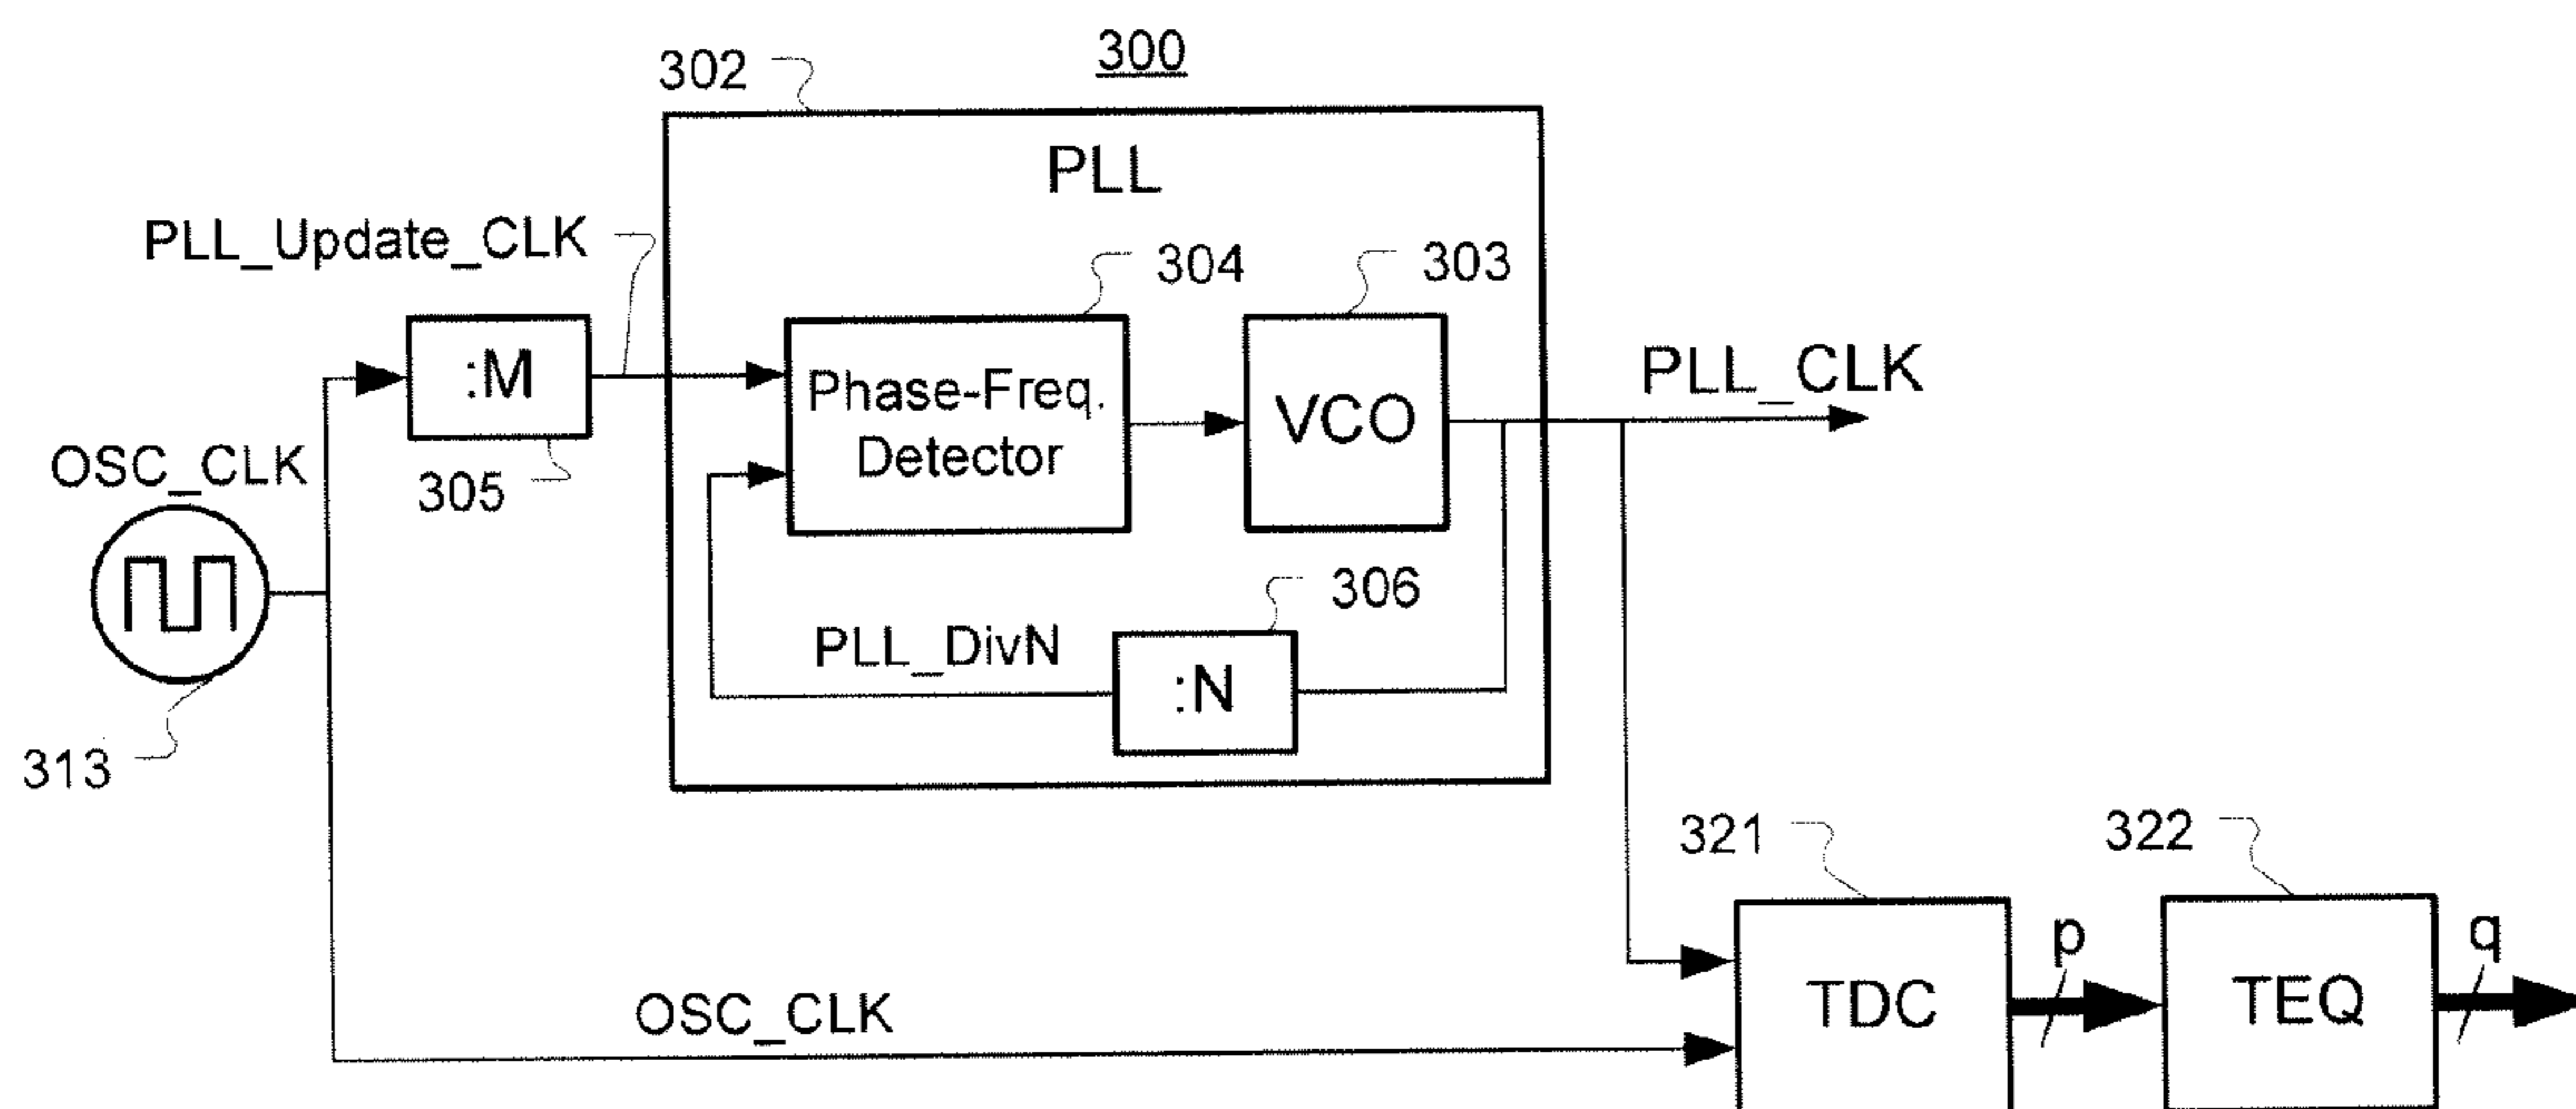 300
302
PLL
PLL_Update_CLK
304
303
:M
Phase-Freq.
Detector
VCO
PLL_CLK
OSC_CLK
305
306
PLL_DivN
:N
313
321
322
p
q
TDC
TEQ
OSC_CLK